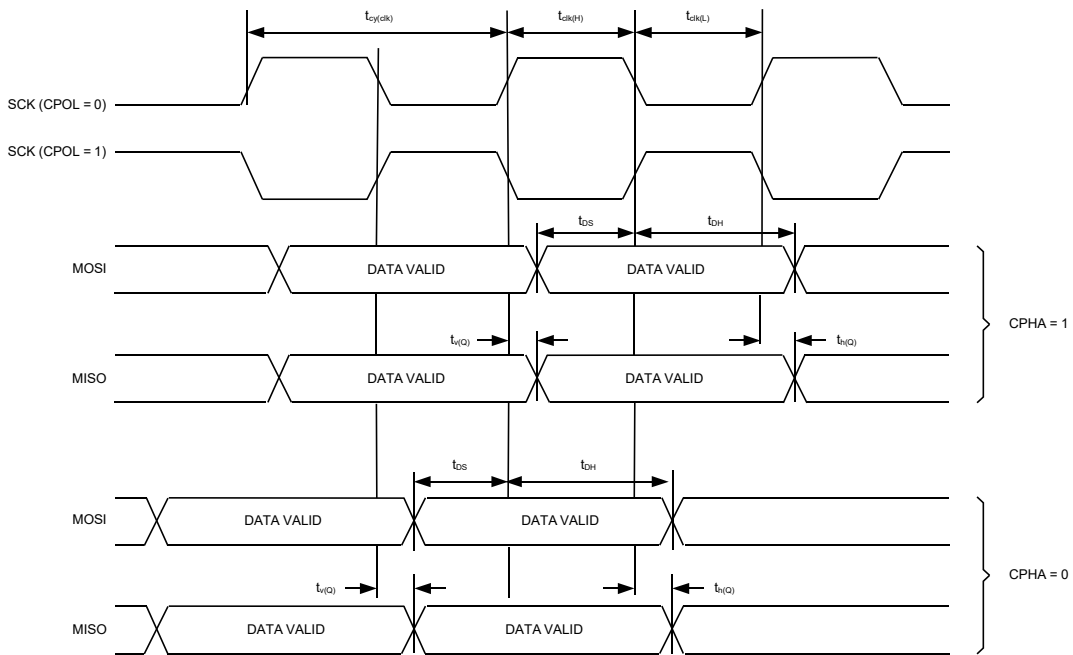 tcy(clk) tclk(H) tclk(L)
SCK (CPOL = 0)
SCK (CPOL = 1)
tDS tDH
MOSI DATA VALID DATA VALID
CPHA = 1
tv(Q) th(Q)
MISO DATA VALID DATA VALID
tDS tDH
MOSI DATA VALID DATA VALID
CPHA = 0
tv(Q) th(Q)
MISO DATA VALID DATA VALID